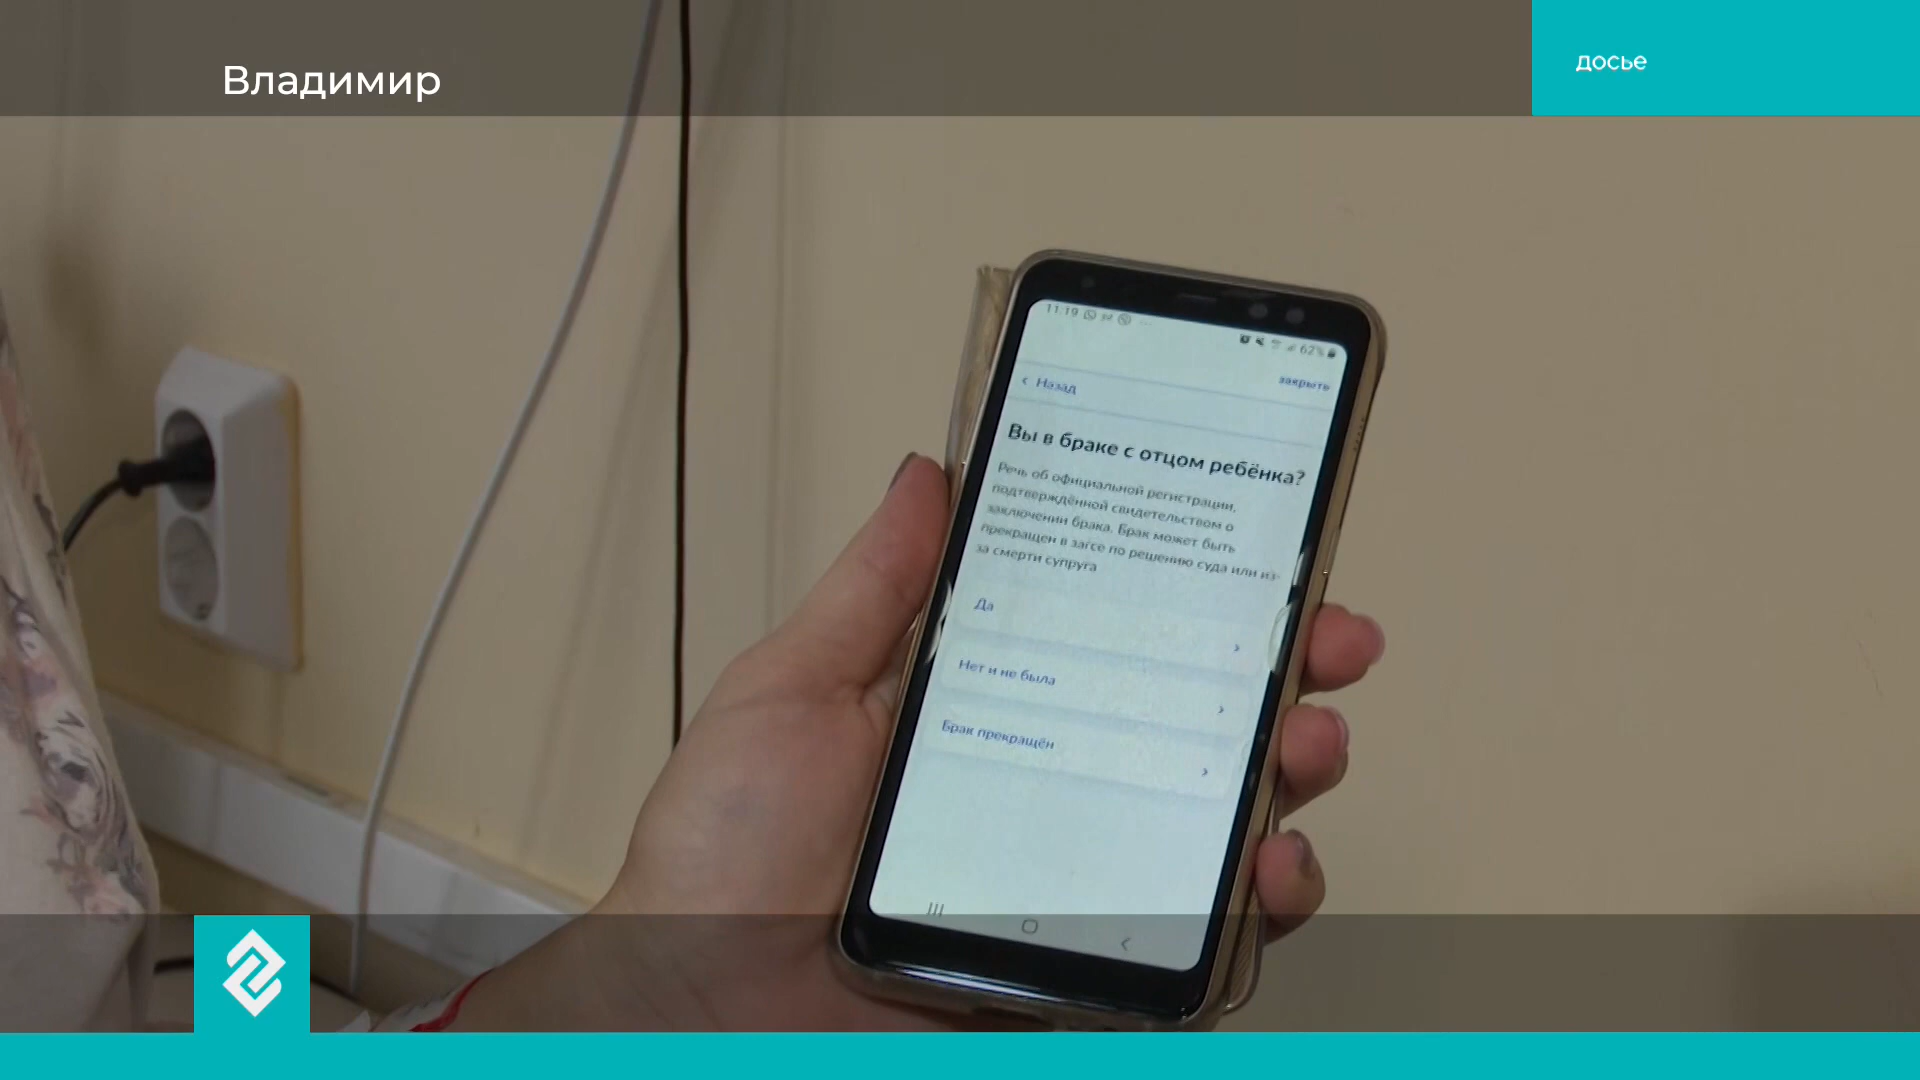 Владимир
досье
11:19
62%
закрыть
Назад
Вы в браке с отцом ребёнка?
Речь об официальной регистрации,
подтверждённой свидетельством о
заключении брака. Брак может быть
прекращен в загсе по решению суда или из-
за смерти супруга
Да
Нет и не была
Брак прекращён